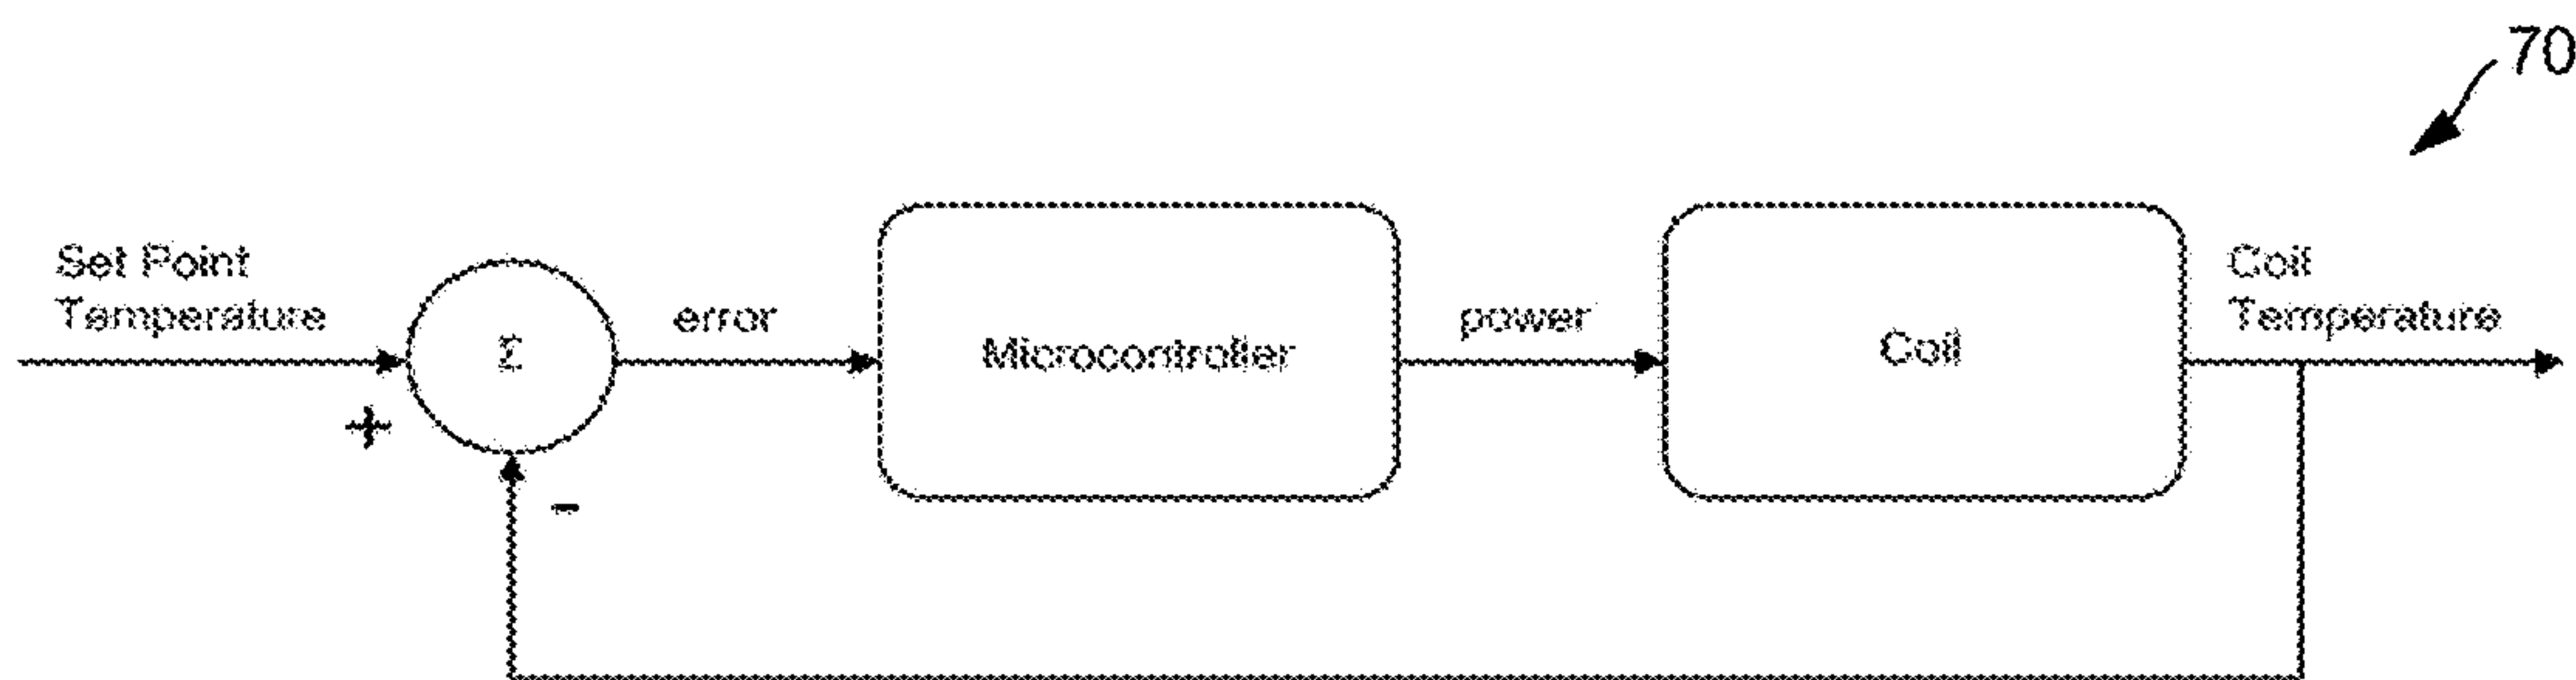 70
Set Point
Temperature
+
Σ
-
error
Microcontroller
power
Coil
Coil
Temperature